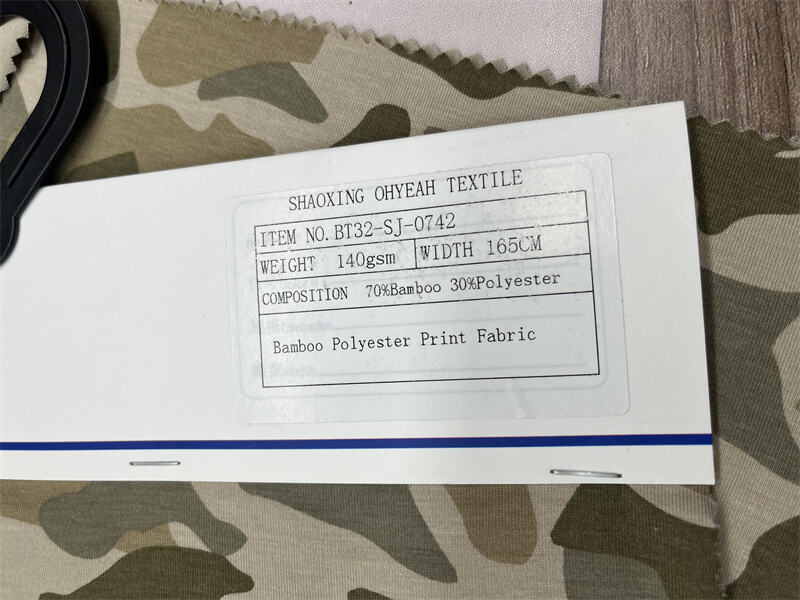 SHAOXING OHYEAH TEXTILE
ITEM NO.BT32-SJ-0742
WEIGHT 140gsm WIDTH 165CM
COMPOSITION 70%Bamboo 30%Polyester
Bamboo Polyester Print Fabric